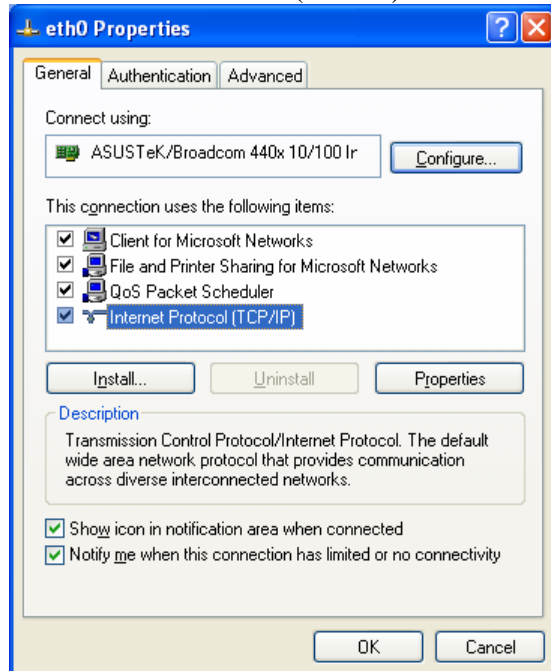 eth0 Properties
General Authentication Advanced
Connect using:
ASUSTeK/Broadcom 440x 10/100 In
Configure...
This connection uses the following items:
Client for Microsoft Networks
File and Printer Sharing for Microsoft Networks
QoS Packet Scheduler
Internet Protocol (TCP/IP)
Install... Uninstall Properties
Description
Transmission Control Protocol/Internet Protocol. The default
wide area network protocol that provides communication
across diverse interconnected networks.
Show icon in notification area when connected
Notify me when this connection has limited or no connectivity
OK Cancel